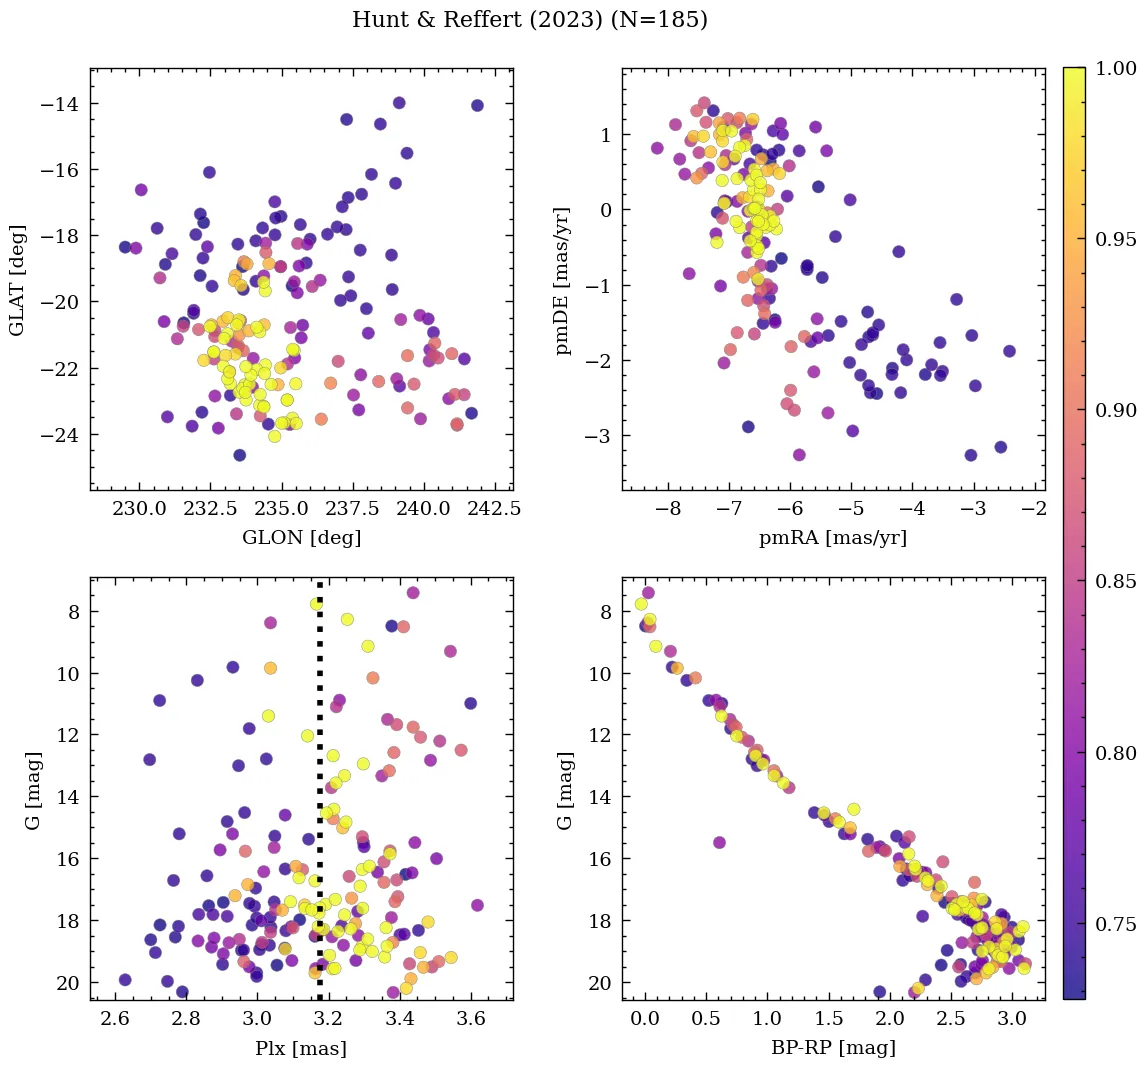 Hunt & Reffert (2023) (N=185)
−14
−16
−18
−20
−22
−24
GLAT [deg]
230.0 232.5 235.0 237.5 240.0 242.5
GLON [deg]
1
0
−1
−2
−3
pmDE [mas/yr]
−8 −7 −6 −5 −4 −3 −2
pmRA [mas/yr]
8
10
12
14
16
18
20
G [mag]
2.6 2.8 3.0 3.2 3.4 3.6
Plx [mas]
8
10
12
14
16
18
20
G [mag]
0.0 0.5 1.0 1.5 2.0 2.5 3.0
BP-RP [mag]
1.00
0.95
0.90
0.85
0.80
0.75